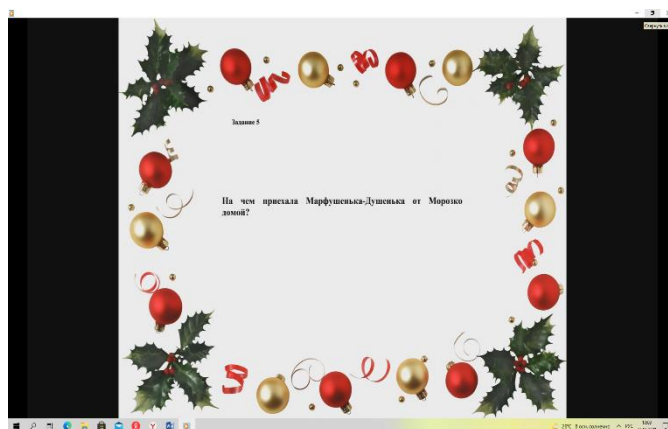 Задание 5
На чем приехала Марфушенька-Душенька от Морозко
домой?